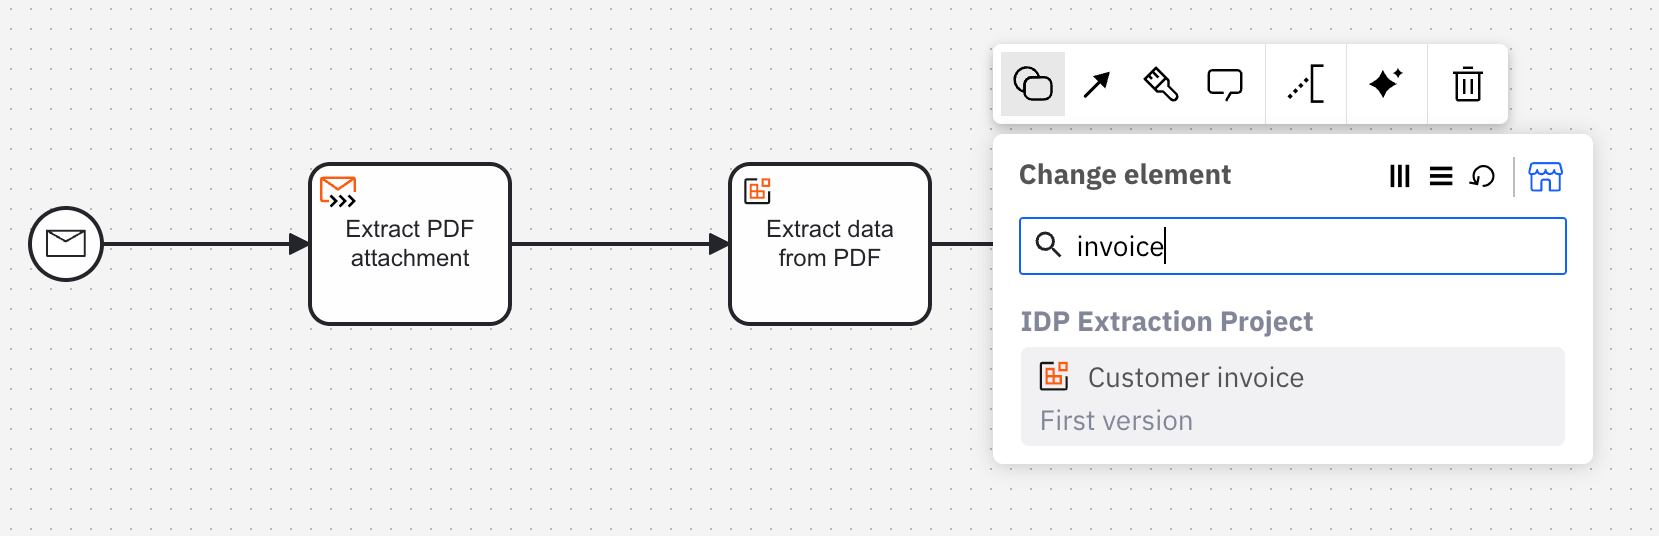 Extract PDF
attachment
Extract data
from PDF
Change element
invoice
IDP Extraction Project
Customer invoice
First version